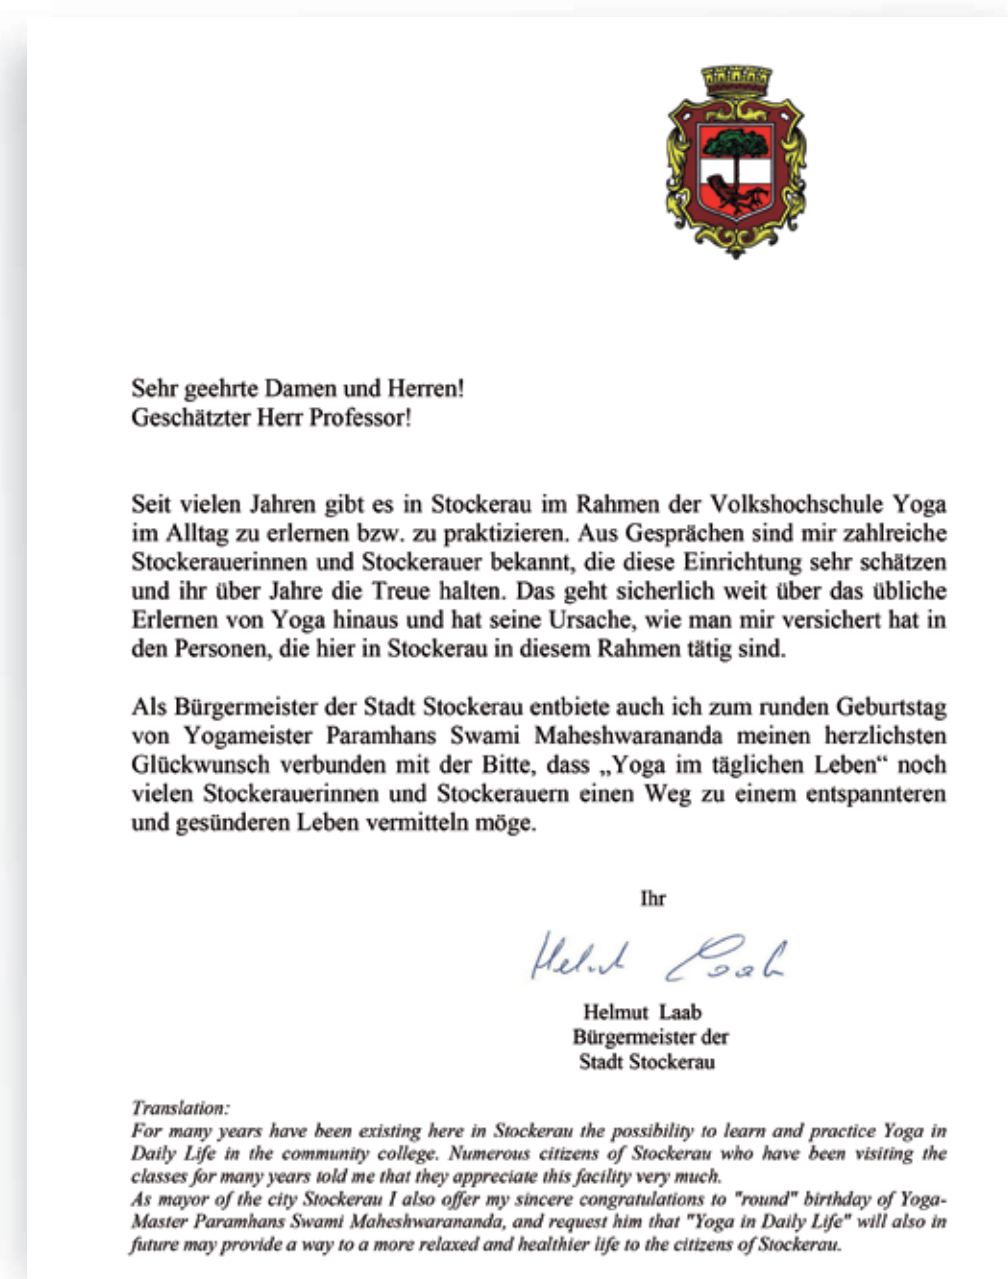 Sehr geehrte Damen und Herren!
Geschätzter Herr Professor!
Seit vielen Jahren gibt es in Stockerau im Rahmen der Volkshochschule Yoga
im Alltag zu erlernen bzw. zu praktizieren. Aus Gesprächen sind mir zahlreiche
Stockerauerinnen und Stockerauer bekannt, die diese Einrichtung sehr schätzen
und ihr über Jahre die Treue halten. Das geht sicherlich weit über das übliche
Erlernen von Yoga hinaus und hat seine Ursache, wie man mir versichert hat in
den Personen, die hier in Stockerau in diesem Rahmen tätig sind.
Als Bürgermeister der Stadt Stockerau entbiete auch ich zum runden Geburtstag
von Yogameister Paramhans Swami Maheshwarananda meinen herzlichsten
Glückwunsch verbunden mit der Bitte, dass „Yoga im täglichen Leben“ noch
vielen Stockerauerinnen und Stockerauern einen Weg zu einem entspannteren
und gesünderen Leben vermitteln möge.
Ihr
Helmut Laab
Helmut Laab
Bürgermeister der
Stadt Stockerau
Translation:
For many years have been existing here in Stockerau the possibility to learn and practice Yoga in
Daily Life in the community college. Numerous citizens of Stockerau who have been visiting the
classes for many years told me that they appreciate this facility very much.
As mayor of the city Stockerau I also offer my sincere congratulations to "round" birthday of Yoga-
Master Paramhans Swami Maheshwarananda, and request him that "Yoga in Daily Life" will also in
future may provide a way to a more relaxed and healthier life to the citizens of Stockerau.